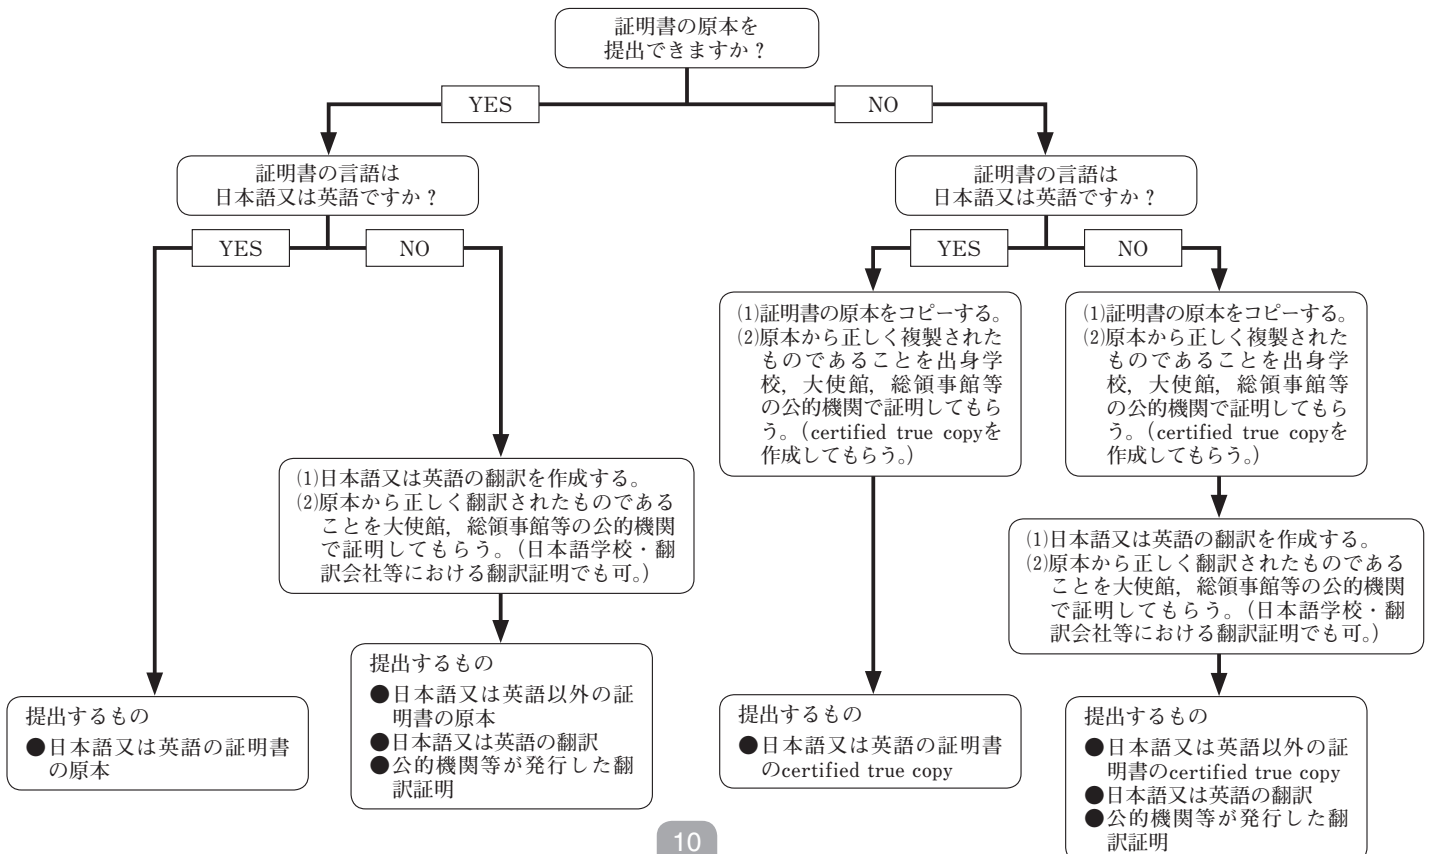 証明書の原本を
提出できますか？
YES
NO
証明書の言語は
日本語又は英語ですか？
証明書の言語は
日本語又は英語ですか？
YES
NO
YES
NO
⑴日本語又は英語の翻訳を作成する。
⑵原本から正しく翻訳されたものである
ことを大使館，総領事館等の公的機関
で証明してもらう。（日本語学校・翻
訳会社等における翻訳証明でも可。）
⑴証明書の原本をコピーする。
⑵原本から正しく複製された
ものであることを出身学
校，大使館，総領事館等
の公的機関で証明してもら
う。（certified true copyを
作成してもらう。）
⑴証明書の原本をコピーする。
⑵原本から正しく複製された
ものであることを出身学
校，大使館，総領事館等
の公的機関で証明してもら
う。（certified true copyを
作成してもらう。）
⑴日本語又は英語の翻訳を作成する。
⑵原本から正しく翻訳されたものである
ことを大使館，総領事館等の公的機関
で証明してもらう。（日本語学校・翻
訳会社等における翻訳証明でも可。）
提出するもの
●日本語又は英語の証明書
の原本
提出するもの
●日本語又は英語以外の証
明書の原本
●日本語又は英語の翻訳
●公的機関等が発行した翻
訳証明
提出するもの
●日本語又は英語の証明書
のcertified true copy
提出するもの
●日本語又は英語以外の証
明書のcertified true copy
●日本語又は英語の翻訳
●公的機関等が発行した翻
訳証明
10